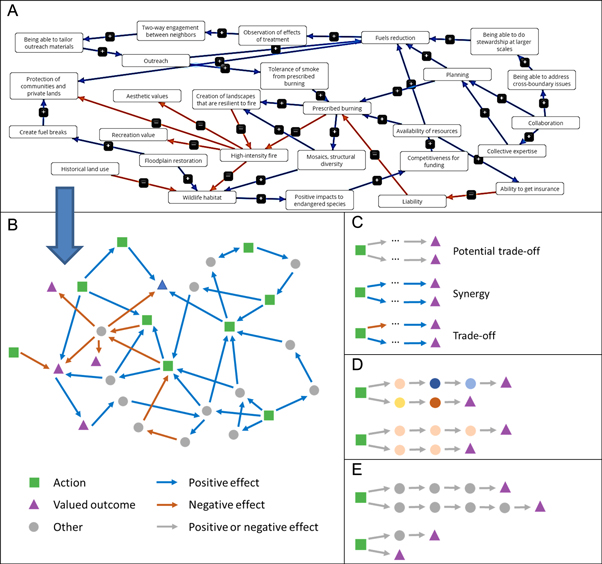 A
Two-way engagement
between neighbors
Observation of effects
of treatment
Fuels reduction
Being able to do
stewardship at larger
scales
Being able to tailor
outreach materials
Outreach
Tolerance of smoke
from prescribed
burning
Planning
Being able to address
cross-boundary issues
Protection of
communities and
private lands
Aesthetic values
Creation of landscapes
that are resilient to fire
Prescribed burning
Collaboration
Create fuel breaks
Recreation value
Availability of resources
Floodplain restoration
High-intensity fire
Mosaics, structural
diversity
Competitiveness for
funding
Collective expertise
Historical land use
Wildlife habitat
Positive impacts to
endangered species
Liability
Ability to get insurance
B
Action
Valued outcome
Other
Positive effect
Negative effect
Positive or negative effect
C
...
...
Potential trade-off
...
...
Synergy
...
...
Trade-off
D
E